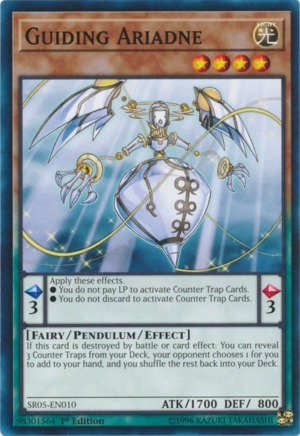 Guiding Ariadne
LIGHT
光
Apply these effects.
● You do not pay LP to activate Counter Trap Cards.
● You do not discard to activate Counter Trap Cards.
3
3
[Fairy/Pendulum/Effect]
If this card is destroyed by battle or card effect: You can reveal
3 Counter Traps from your Deck, your opponent chooses 1 for you
to add to your hand, and you shuffle the rest back into your Deck.
SR05-EN010
ATK/1700 DEF/ 800
98301564 1st Edition
©1996 KAZUKI TAKAHASHI